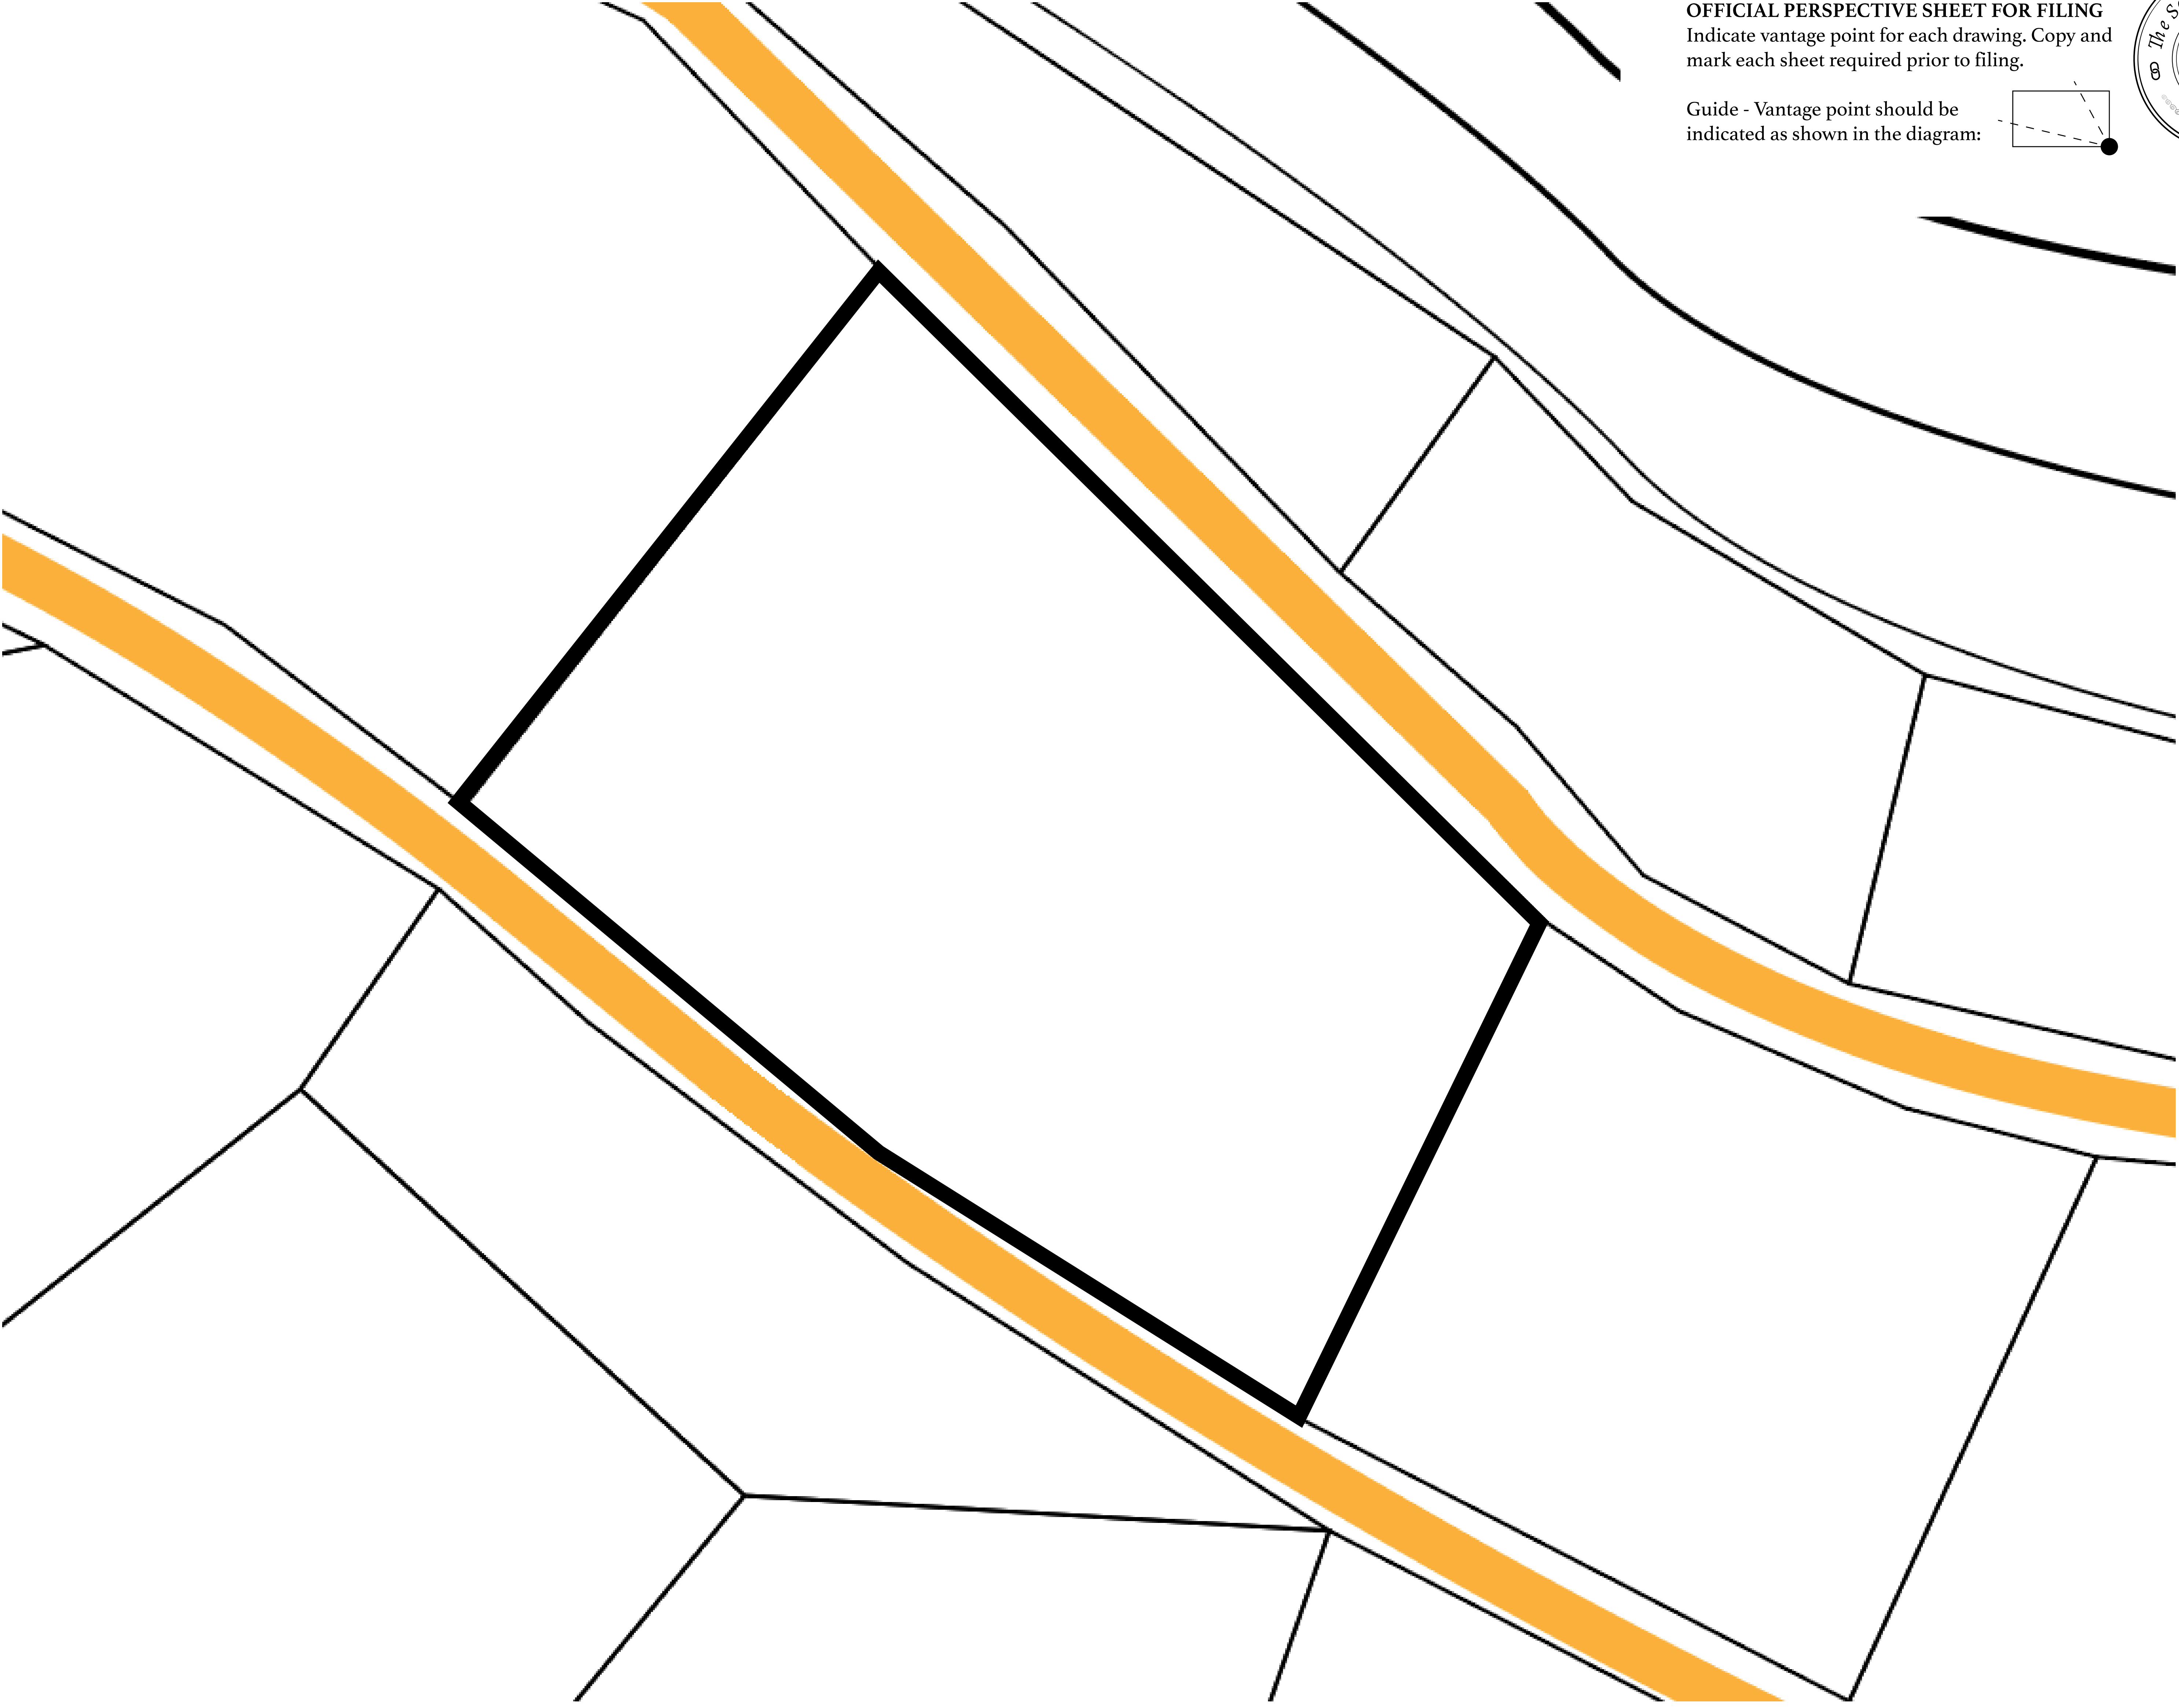 OFFICIAL PERSPECTIVE SHEET FOR FILING
Indicate vantage point for each drawing. Copy and
mark each sheet required prior to filing.
Guide - Vantage point should be
indicated as shown in the diagram:
The